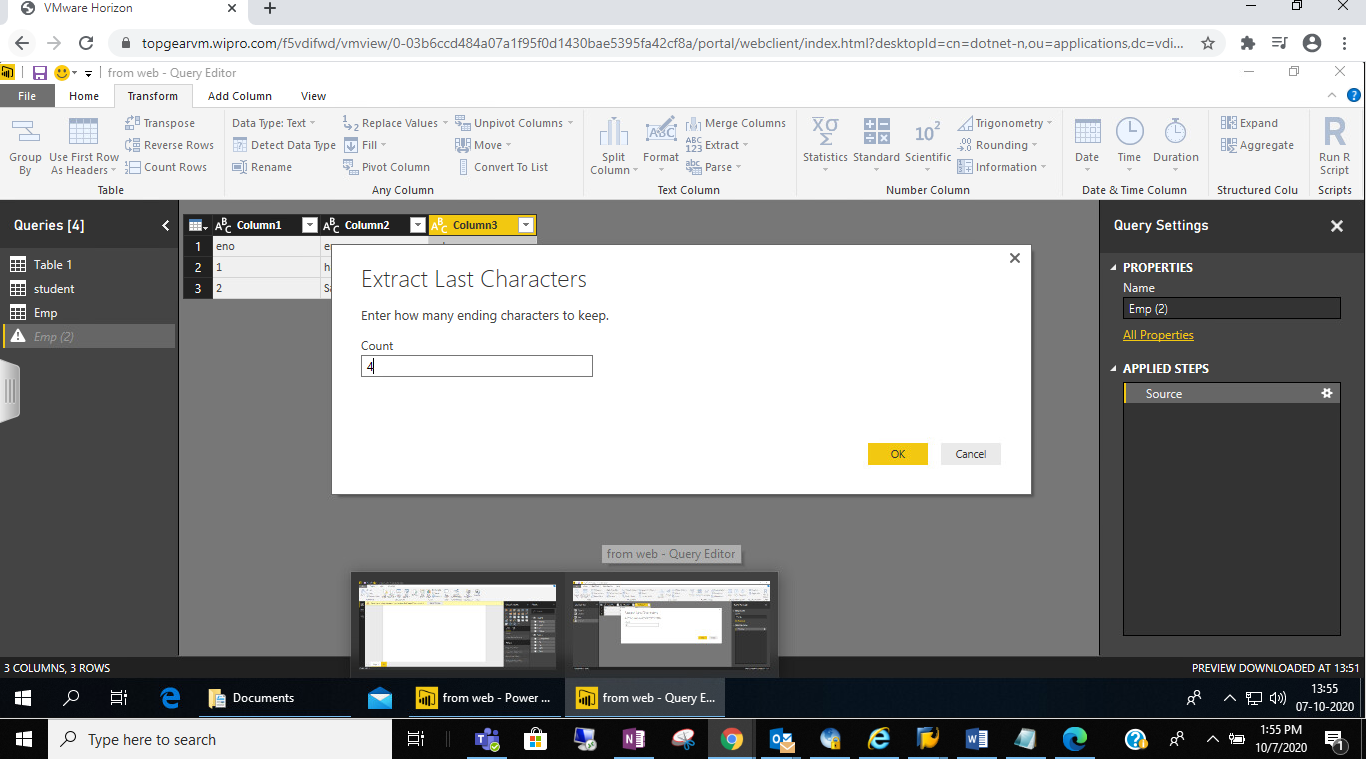 VMware Horizon
topgearvm.wipro.com/f5vdifwd/vmview/0-03b6ccd484a07a1f95f0d1430bae5395fa42cf8a/portal/webclient/index.html?desktopId=cn=dotnet-n,ou=applications,dc=vdi...
from web - Query Editor
File Home Transform Add Column View
Group By
Use First Row As Headers
Transpose
Reverse Rows
Count Rows
Table
Data Type: Text
Detect Data Type
Rename
Replace Values
Fill
Pivot Column
Unpivot Columns
Move
Convert To List
Any Column
Split Column
Format
Merge Columns
Extract
Parse
Text Column
Statistics
Standard
Scientific
Trigonometry
Rounding
Information
Number Column
Date
Time
Duration
Date & Time Column
Expand
Aggregate
Structured Colu
Run R Script
Scripts
Queries [4]
Table 1
student
Emp
Emp (2)
Column1 Column2 Column3
1 eno
2 1 h
3 2
Extract Last Characters
Enter how many ending characters to keep.
Count
4
OK Cancel
Query Settings
PROPERTIES
Name
Emp (2)
All Properties
APPLIED STEPS
Source
from web - Query Editor
3 COLUMNS, 3 ROWS
PREVIEW DOWNLOADED AT 13:51
Documents
from web - Power ...
from web - Query E...
13:55
07-10-2020
Type here to search
1:55 PM
10/7/2020
1